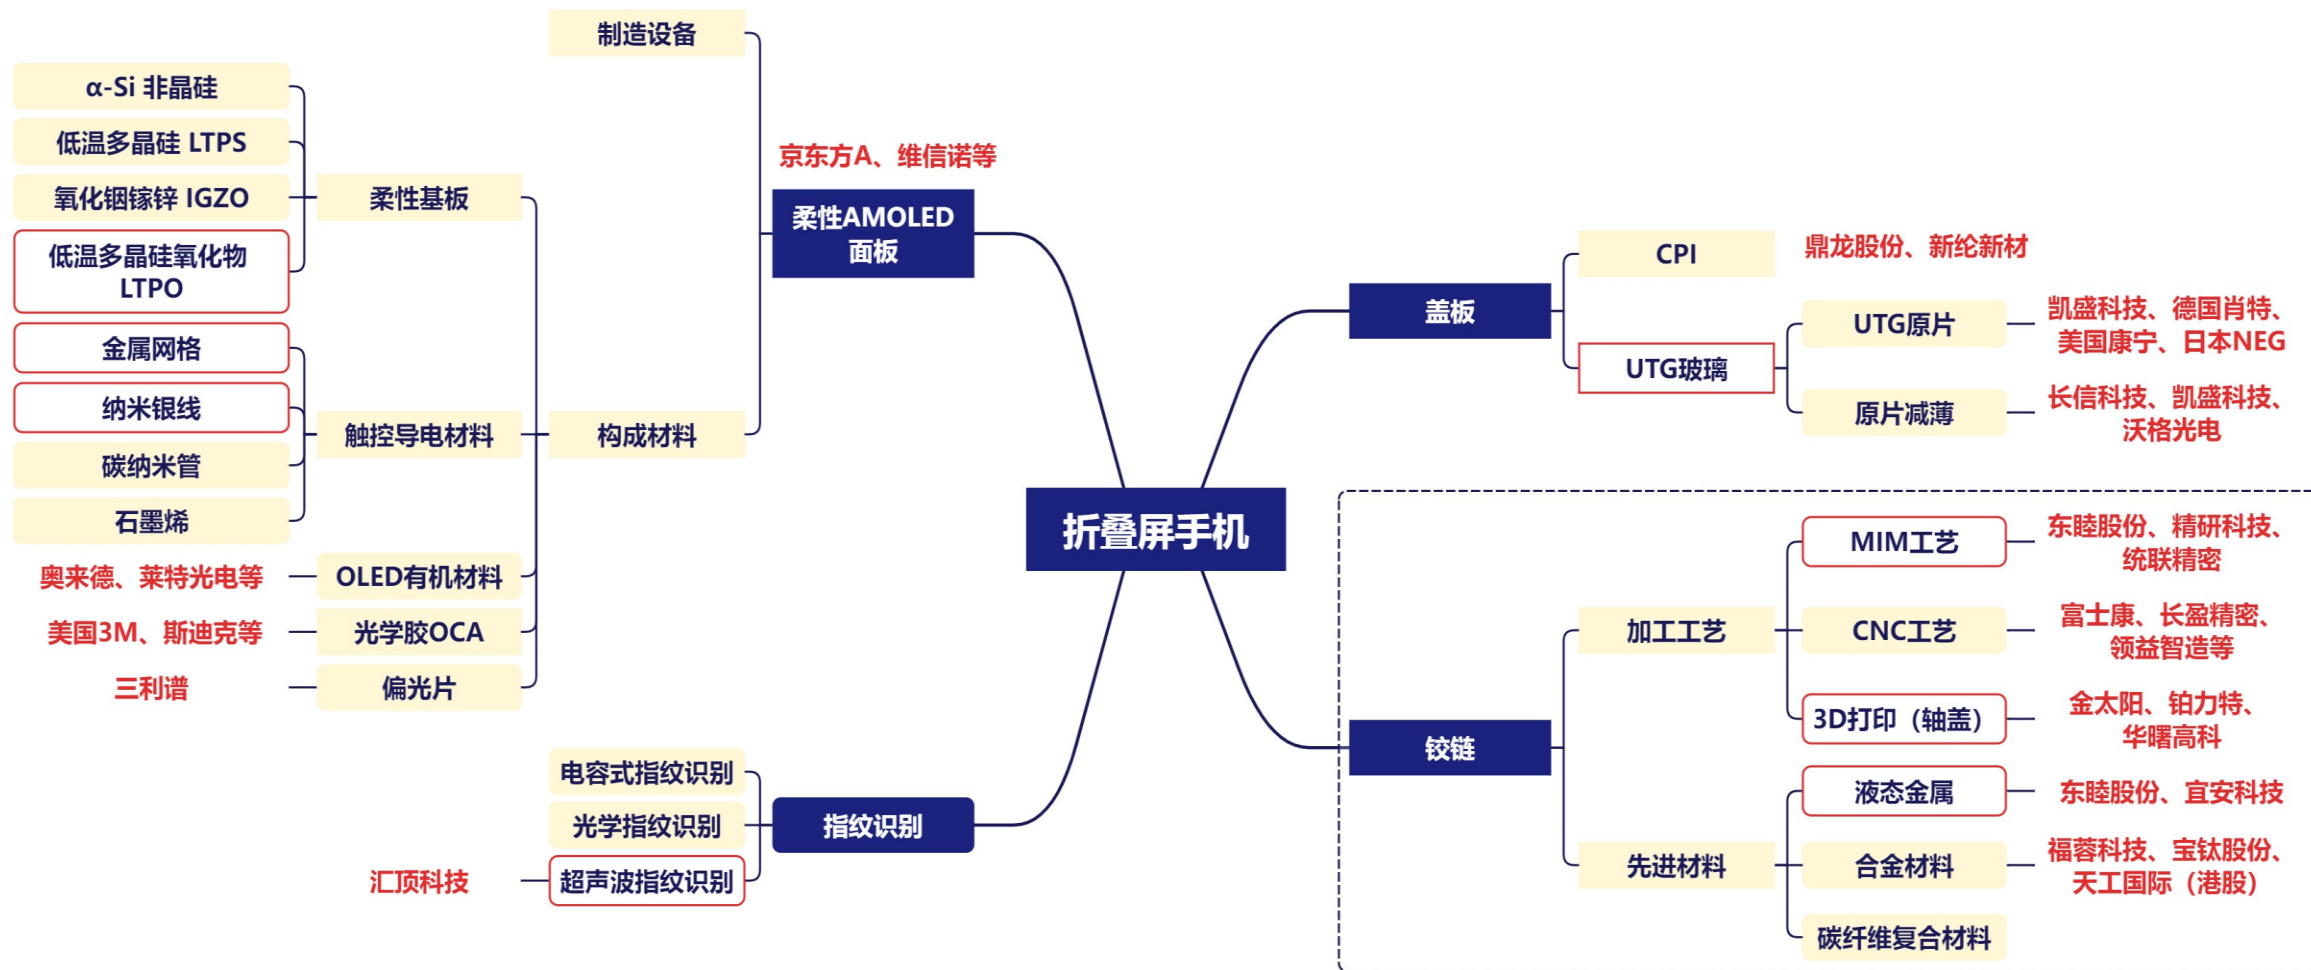 制造设备
α-Si 非晶硅
低温多晶硅 LTPS
氧化铟镓锌 IGZO
低温多晶硅氧化物
LTPO
柔性基板
金属网格
纳米银线
碳纳米管
石墨烯
触控导电材料
构成材料
奥来德、莱特光电等
OLED有机材料
美国3M、斯迪克等
光学胶OCA
三利谱
偏光片
京东方A、维信诺等
柔性AMOLED
面板
电容式指纹识别
光学指纹识别
汇顶科技
超声波指纹识别
指纹识别
折叠屏手机
盖板
CPI
鼎龙股份、新纶新材
UTG玻璃
UTG原片
凯盛科技、德国肖特、
美国康宁、日本NEG
原片减薄
长信科技、凯盛科技、
沃格光电
铰链
加工工艺
MIM工艺
东睦股份、精研科技、
统联精密
CNC工艺
富士康、长盈精密、
领益智造等
3D打印（轴盖）
金太阳、铂力特、
华曙高科
先进材料
液态金属
东睦股份、宜安科技
合金材料
福蓉科技、宝钛股份、
天工国际（港股）
碳纤维复合材料